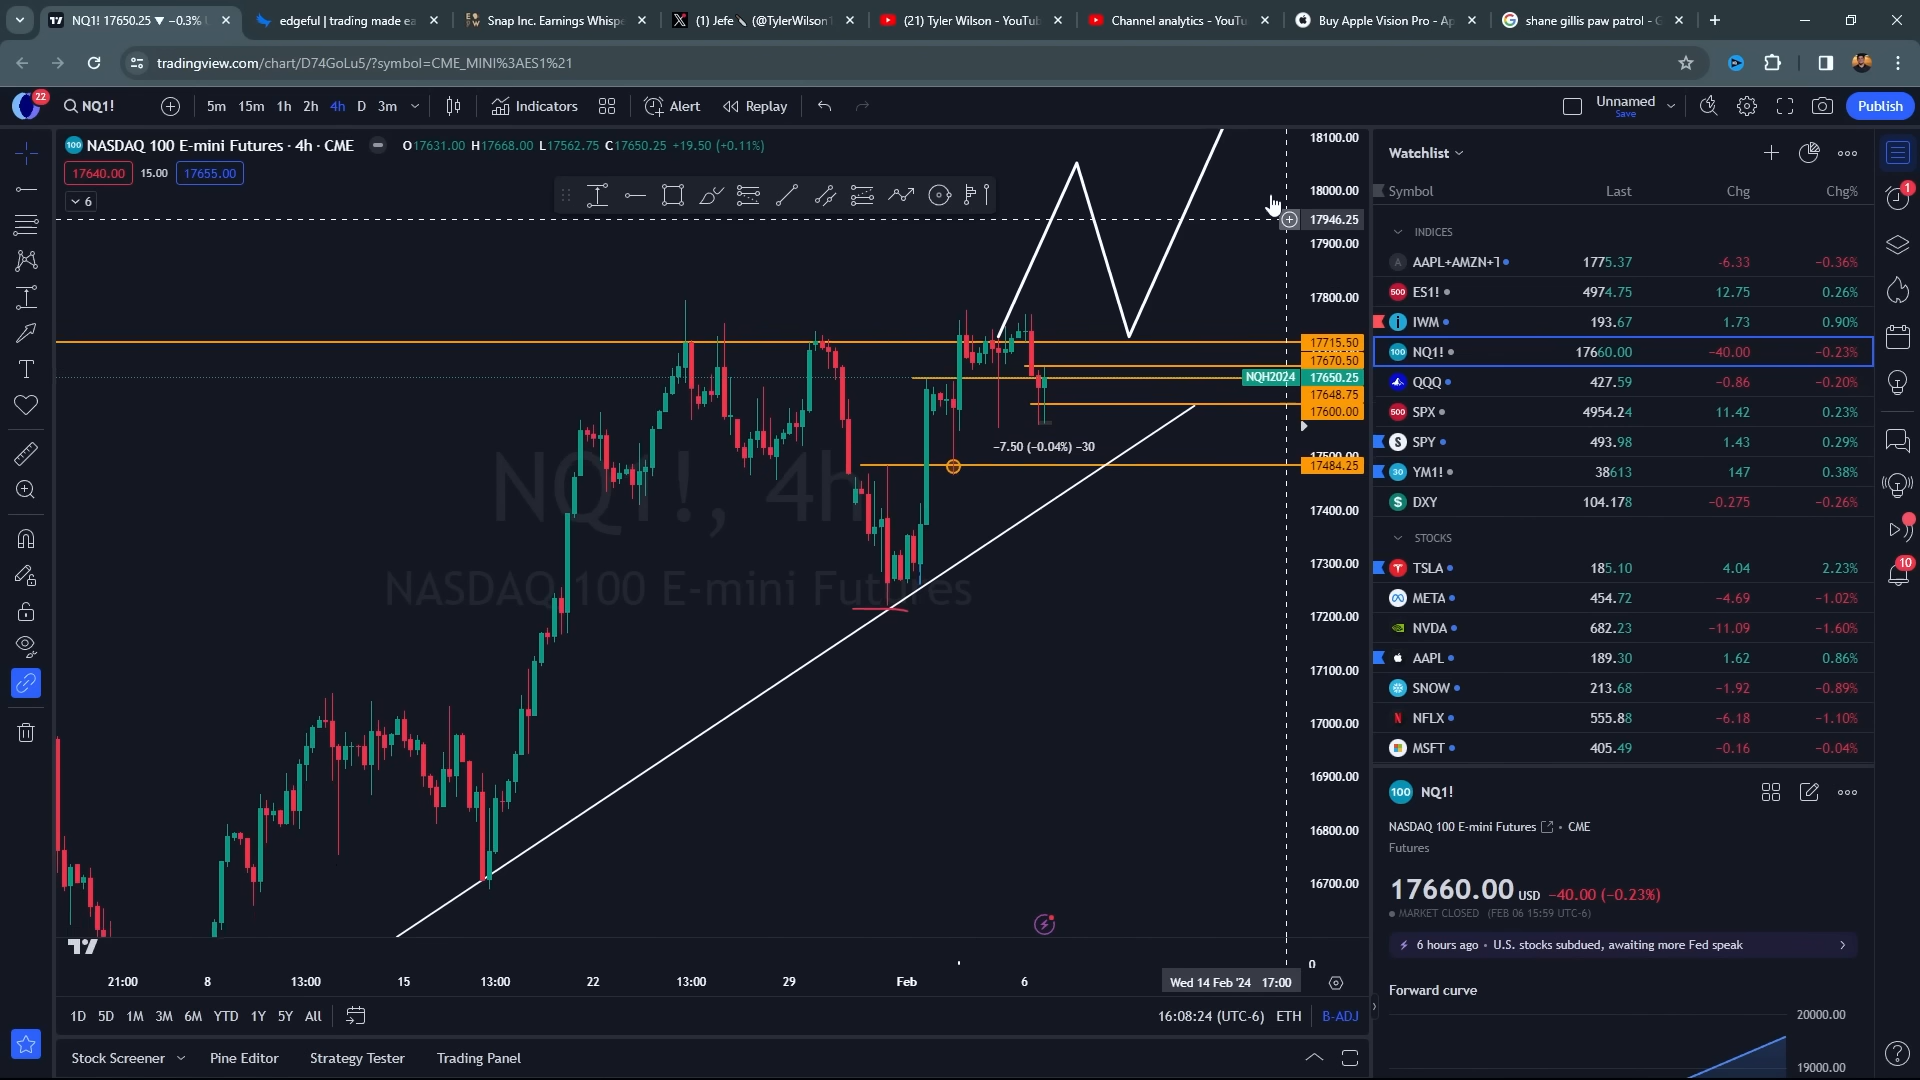 NQ1! 17650.25 ▼ −0.3%
edgeful | trading made ea
Snap Inc. Earnings Whispe
(1) Jefe (@TylerWilson1
(21) Tyler Wilson - YouTub
Channel analytics - YouTu
Buy Apple Vision Pro - Ap
shane gillis paw patrol - G
tradingview.com/chart/D74GoLu5/?symbol=CME_MINI%3AES1%21
22
NQ1!
5m 15m 1h 2h 4h D 3m
Indicators
Alert
Replay
Unnamed
Save
Publish
NASDAQ 100 E-mini Futures · 4h · CME
O17631.00 H17668.00 L17562.75 C17650.25 +19.50 (+0.11%)
17640.00 15.00 17655.00
6
18100.00
18000.00
17946.25
17900.00
17800.00
17715.50
17670.50
NQH2024 17650.25
17648.75
17600.00
−7.50 (−0.04%) −30
17500.00
17484.25
17400.00
17300.00
17200.00
17100.00
17000.00
16900.00
16800.00
16700.00
0
NQ1!, 4h
NASDAQ 100 E-mini Futures
21:00 8 13:00 15 13:00 22 13:00 29 Feb 6 Wed 14 Feb '24 17:00
1D 5D 1M 3M 6M YTD 1Y 5Y All
16:08:24 (UTC-6) ETH B-ADJ
Stock Screener Pine Editor Strategy Tester Trading Panel
Watchlist
Symbol Last Chg Chg%
INDICES
AAPL+AMZN+T 1775.37 −6.33 −0.36%
500 ES1! 4974.75 12.75 0.26%
IWM 193.67 1.73 0.90%
100 NQ1! 17660.00 −40.00 −0.23%
QQQ 427.59 −0.86 −0.20%
500 SPX 4954.24 11.42 0.23%
S SPY 493.98 1.43 0.29%
30 YM1! 38613 147 0.38%
$ DXY 104.178 −0.275 −0.26%
STOCKS
TSLA 185.10 4.04 2.23%
META 454.72 −4.69 −1.02%
NVDA 682.23 −11.09 −1.60%
AAPL 189.30 1.62 0.86%
SNOW 213.68 −1.92 −0.89%
N NFLX 555.88 −6.18 −1.10%
MSFT 405.49 −0.16 −0.04%
100 NQ1!
NASDAQ 100 E-mini Futures · CME
Futures
17660.00 USD −40.00 (−0.23%)
MARKET CLOSED (FEB 06 15:59 UTC-6)
6 hours ago · U.S. stocks subdued, awaiting more Fed speak
Forward curve
20000.00
19000.00
1
10